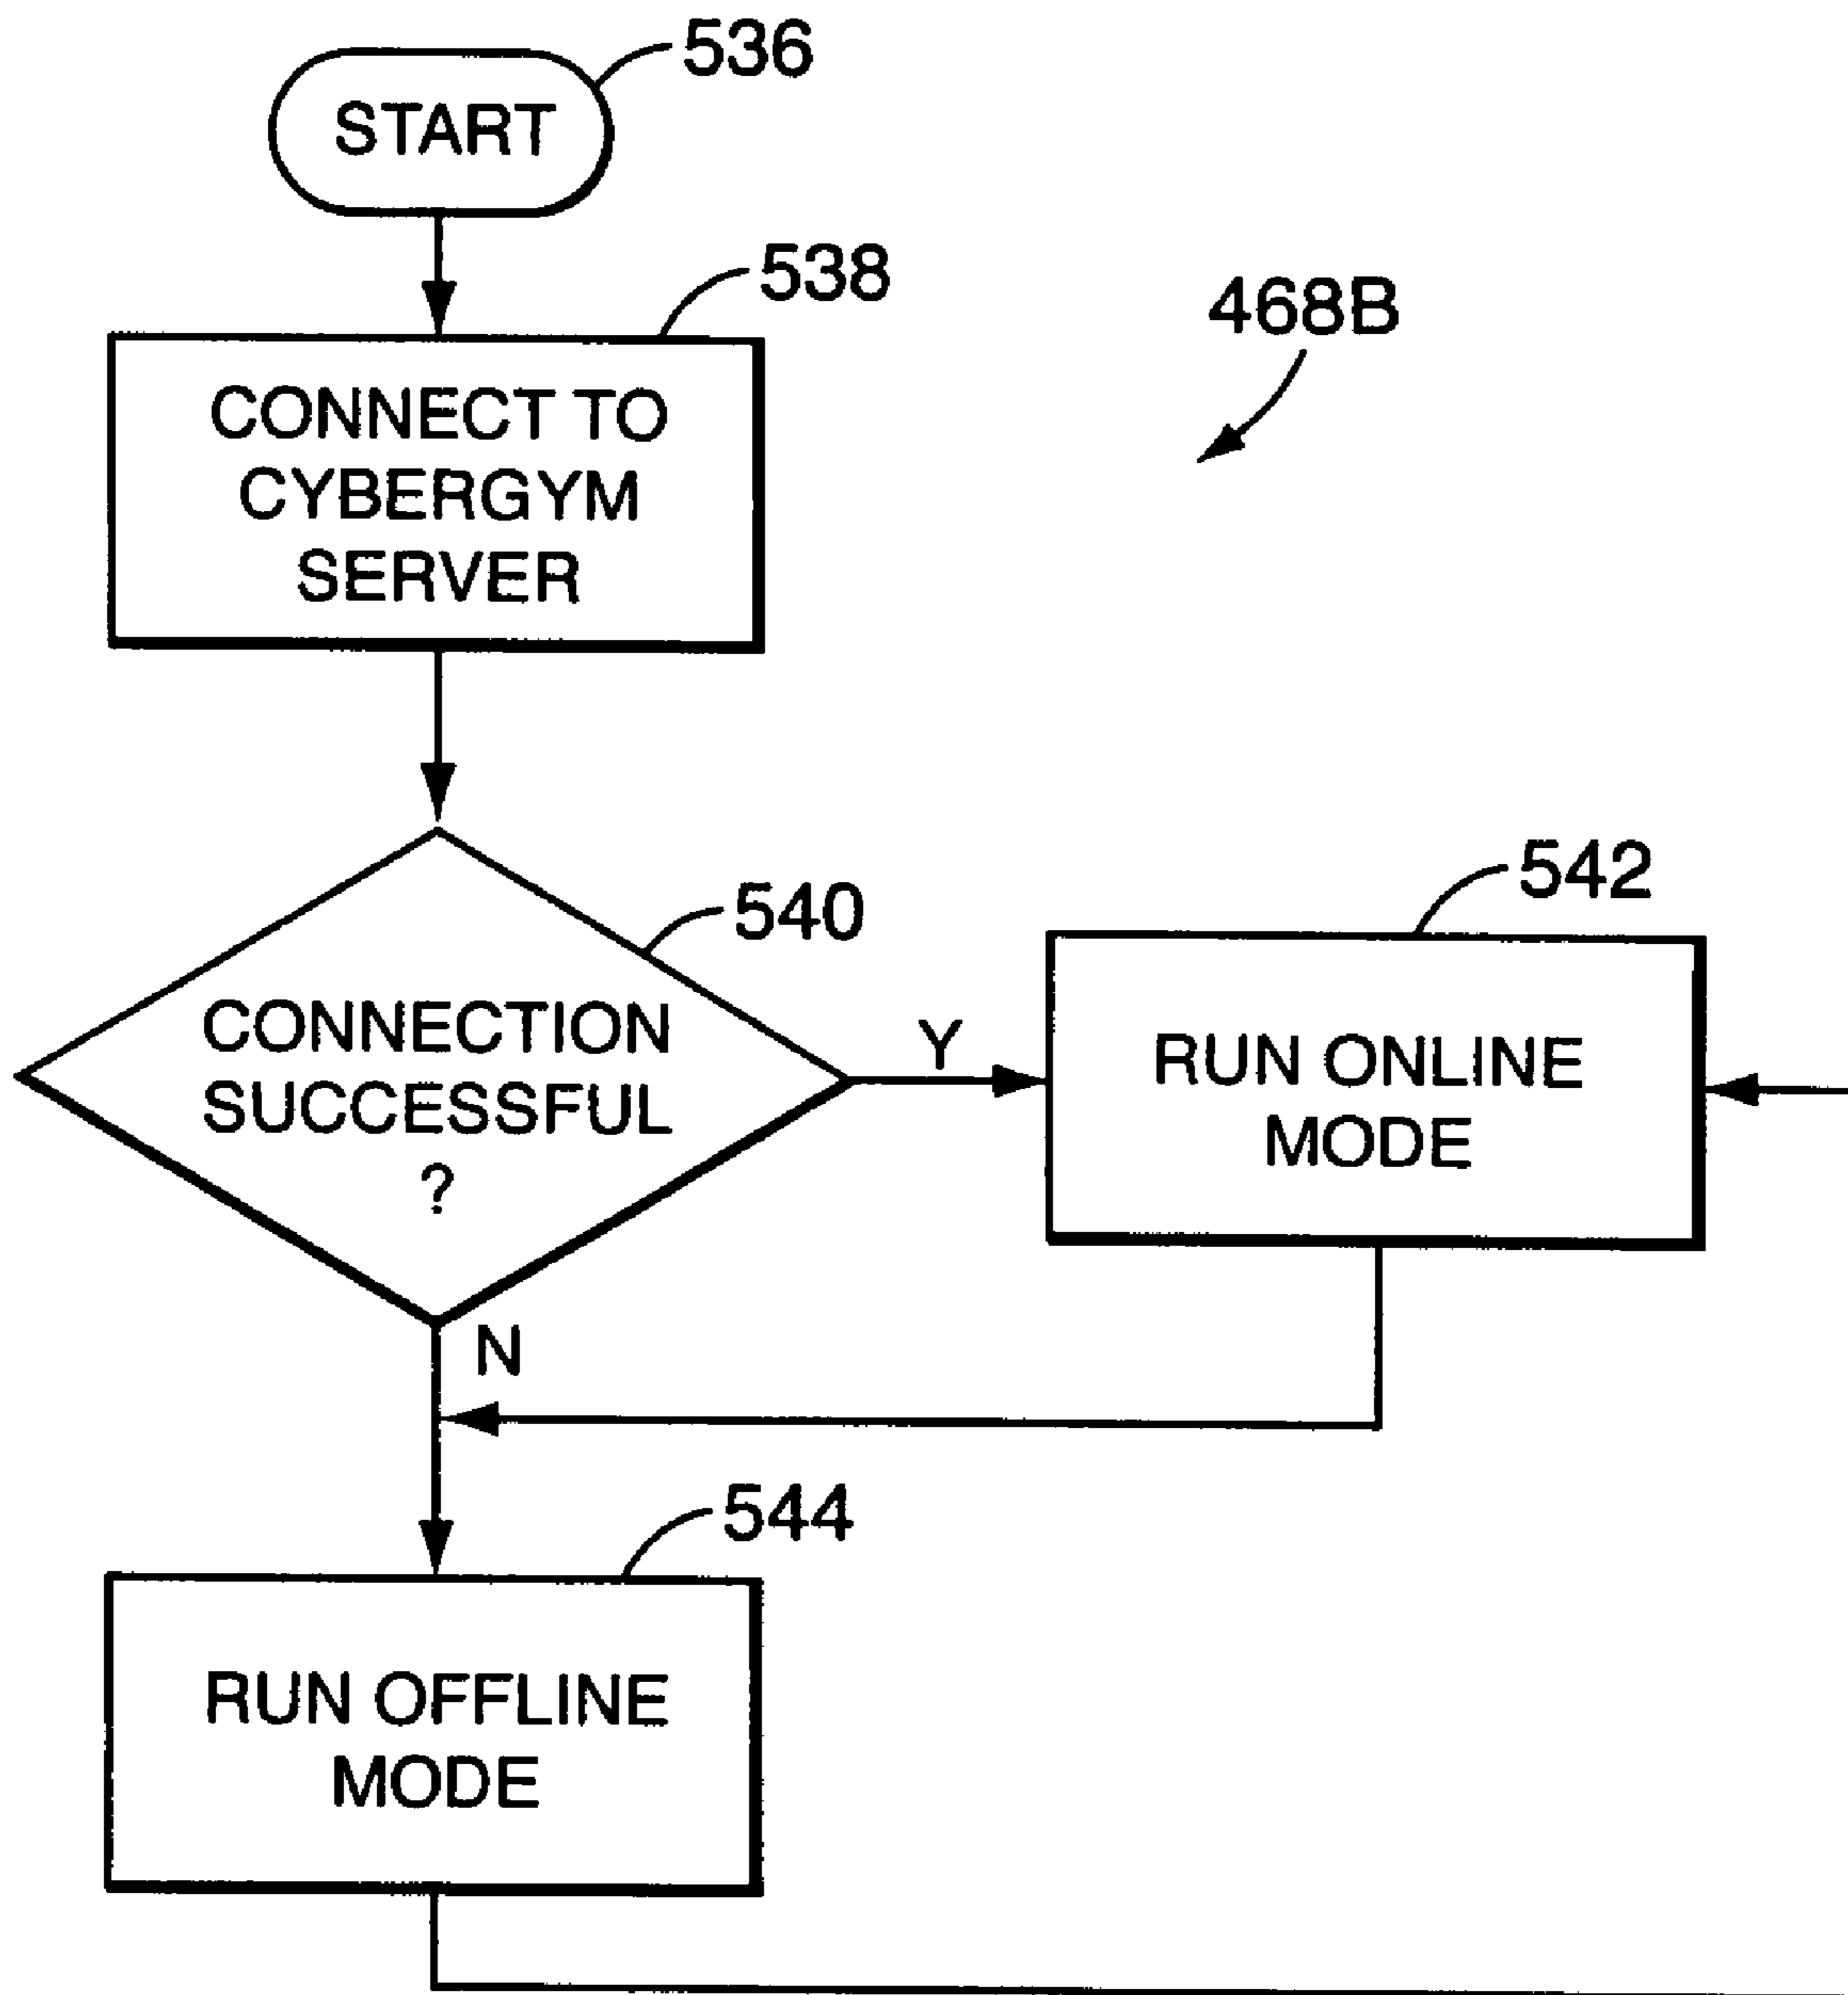 536
START
538
468B
CONNECT TO
CYBERGYM
SERVER
540
542
CONNECTION
SUCCESSFUL
?
Y
RUN ONLINE
MODE
N
544
RUN OFFLINE
MODE